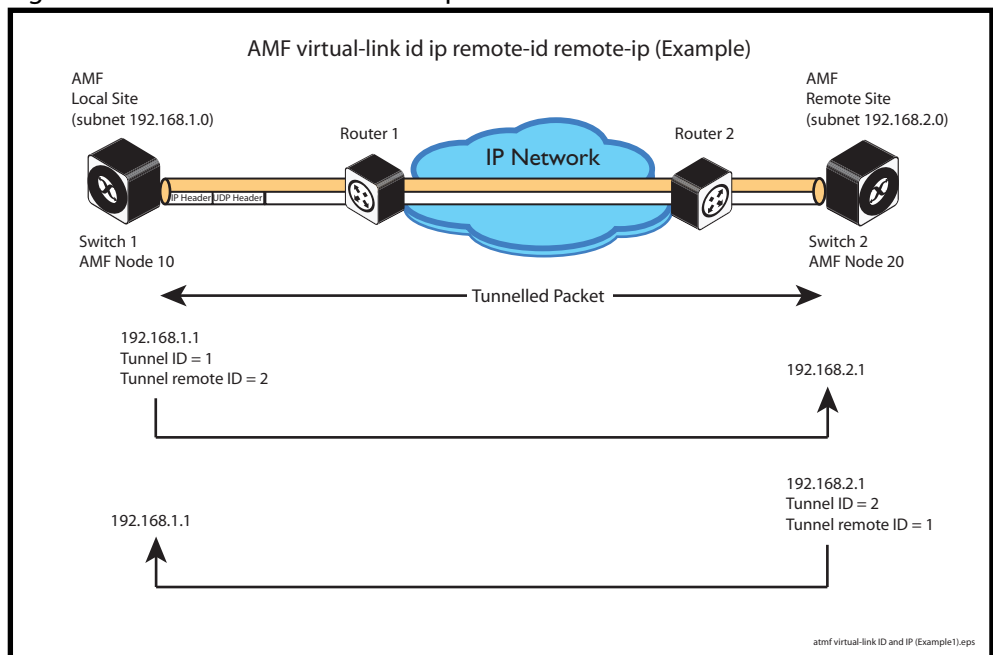 AMF virtual-link id ip remote-id remote-ip (Example)
AMF
Local Site
(subnet 192.168.1.0)
AMF
Remote Site
(subnet 192.168.2.0)
Router 1
Router 2
IP Network
IP Header
UDP Header
Switch 1
AMF Node 10
Switch 2
AMF Node 20
Tunnelled Packet
192.168.1.1
Tunnel ID = 1
Tunnel remote ID = 2
192.168.2.1
192.168.2.1
Tunnel ID = 2
Tunnel remote ID = 1
192.168.1.1
atmf virtual-link ID and IP (Example1).eps